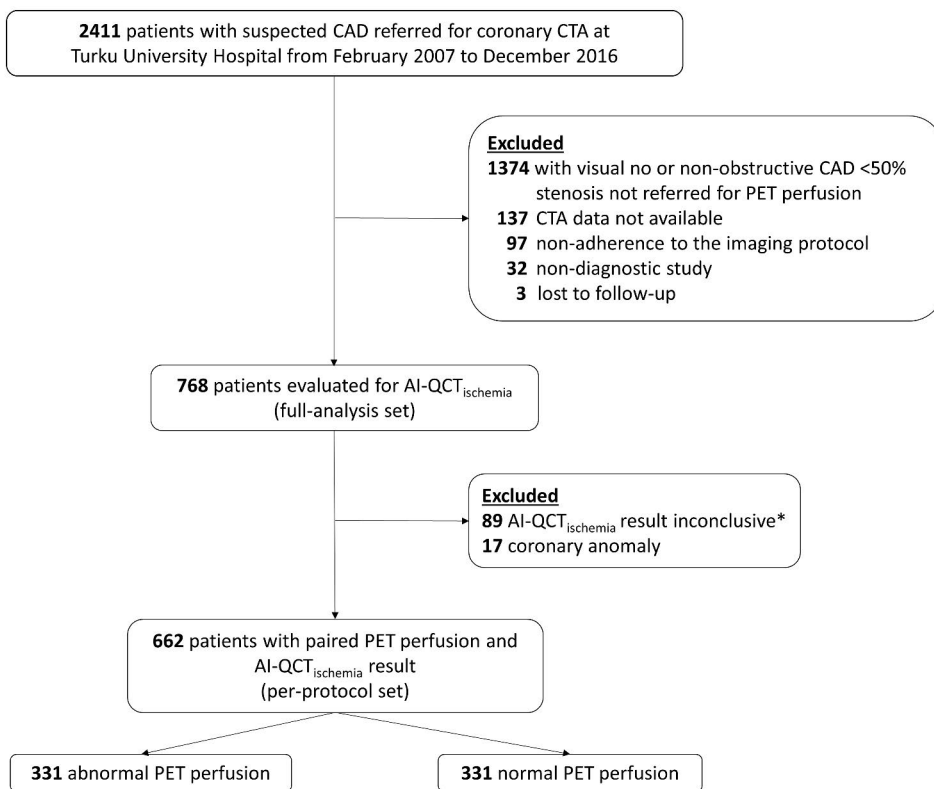 2411 patients with suspected CAD referred for coronary CTA at
Turku University Hospital from February 2007 to December 2016
Excluded
1374 with visual no or non-obstructive CAD <50%
stenosis not referred for PET perfusion
137 CTA data not available
97 non-adherence to the imaging protocol
32 non-diagnostic study
3 lost to follow-up
768 patients evaluated for AI-QCTischemia
(full-analysis set)
Excluded
89 AI-QCTischemia result inconclusive*
17 coronary anomaly
662 patients with paired PET perfusion and
AI-QCTischemia result
(per-protocol set)
331 abnormal PET perfusion
331 normal PET perfusion